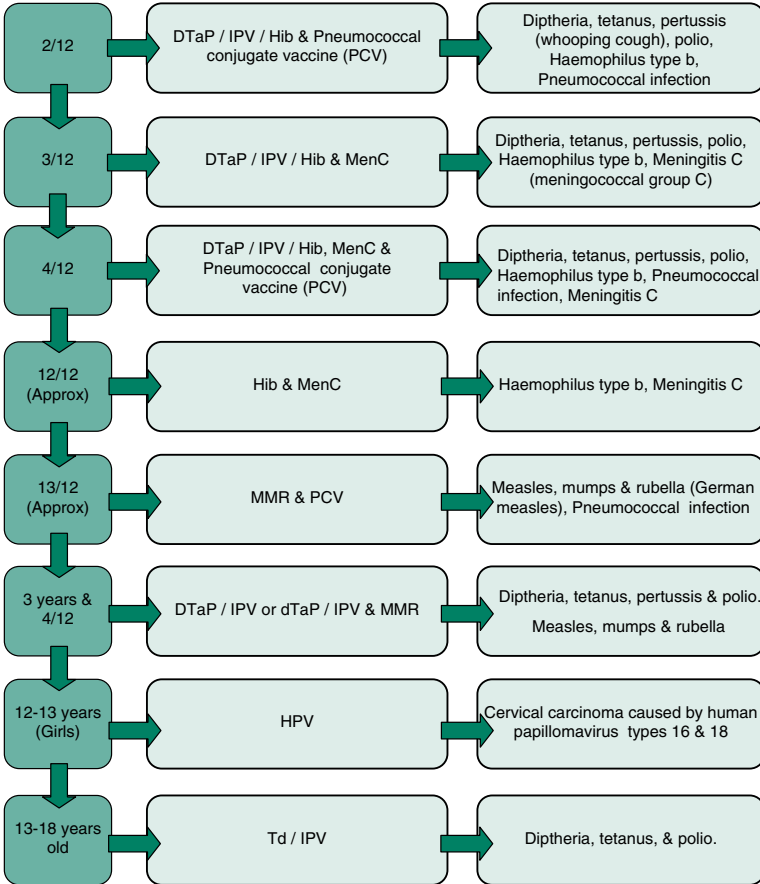 2/12
DTaP / IPV / Hib & Pneumococcal
conjugate vaccine (PCV)
Diptheria, tetanus, pertussis
(whooping cough), polio,
Haemophilus type b,
Pneumococcal infection
3/12
DTaP / IPV / Hib & MenC
Diptheria, tetanus, pertussis, polio,
Haemophilus type b, Meningitis C
(meningococcal group C)
4/12
DTaP / IPV / Hib, MenC &
Pneumococcal conjugate
vaccine (PCV)
Diptheria, tetanus, pertussis, polio,
Haemophilus type b, Pneumococcal
infection, Meningitis C
12/12
(Approx)
Hib & MenC
Haemophilus type b, Meningitis C
13/12
(Approx)
MMR & PCV
Measles, mumps & rubella (German
measles), Pneumococcal infection
3 years &
4/12
DTaP / IPV or dTaP / IPV & MMR
Diptheria, tetanus, pertussis & polio.
Measles, mumps & rubella
12-13 years
(Girls)
HPV
Cervical carcinoma caused by human
papillomavirus types 16 & 18
13-18 years
old
Td / IPV
Diptheria, tetanus, & polio.